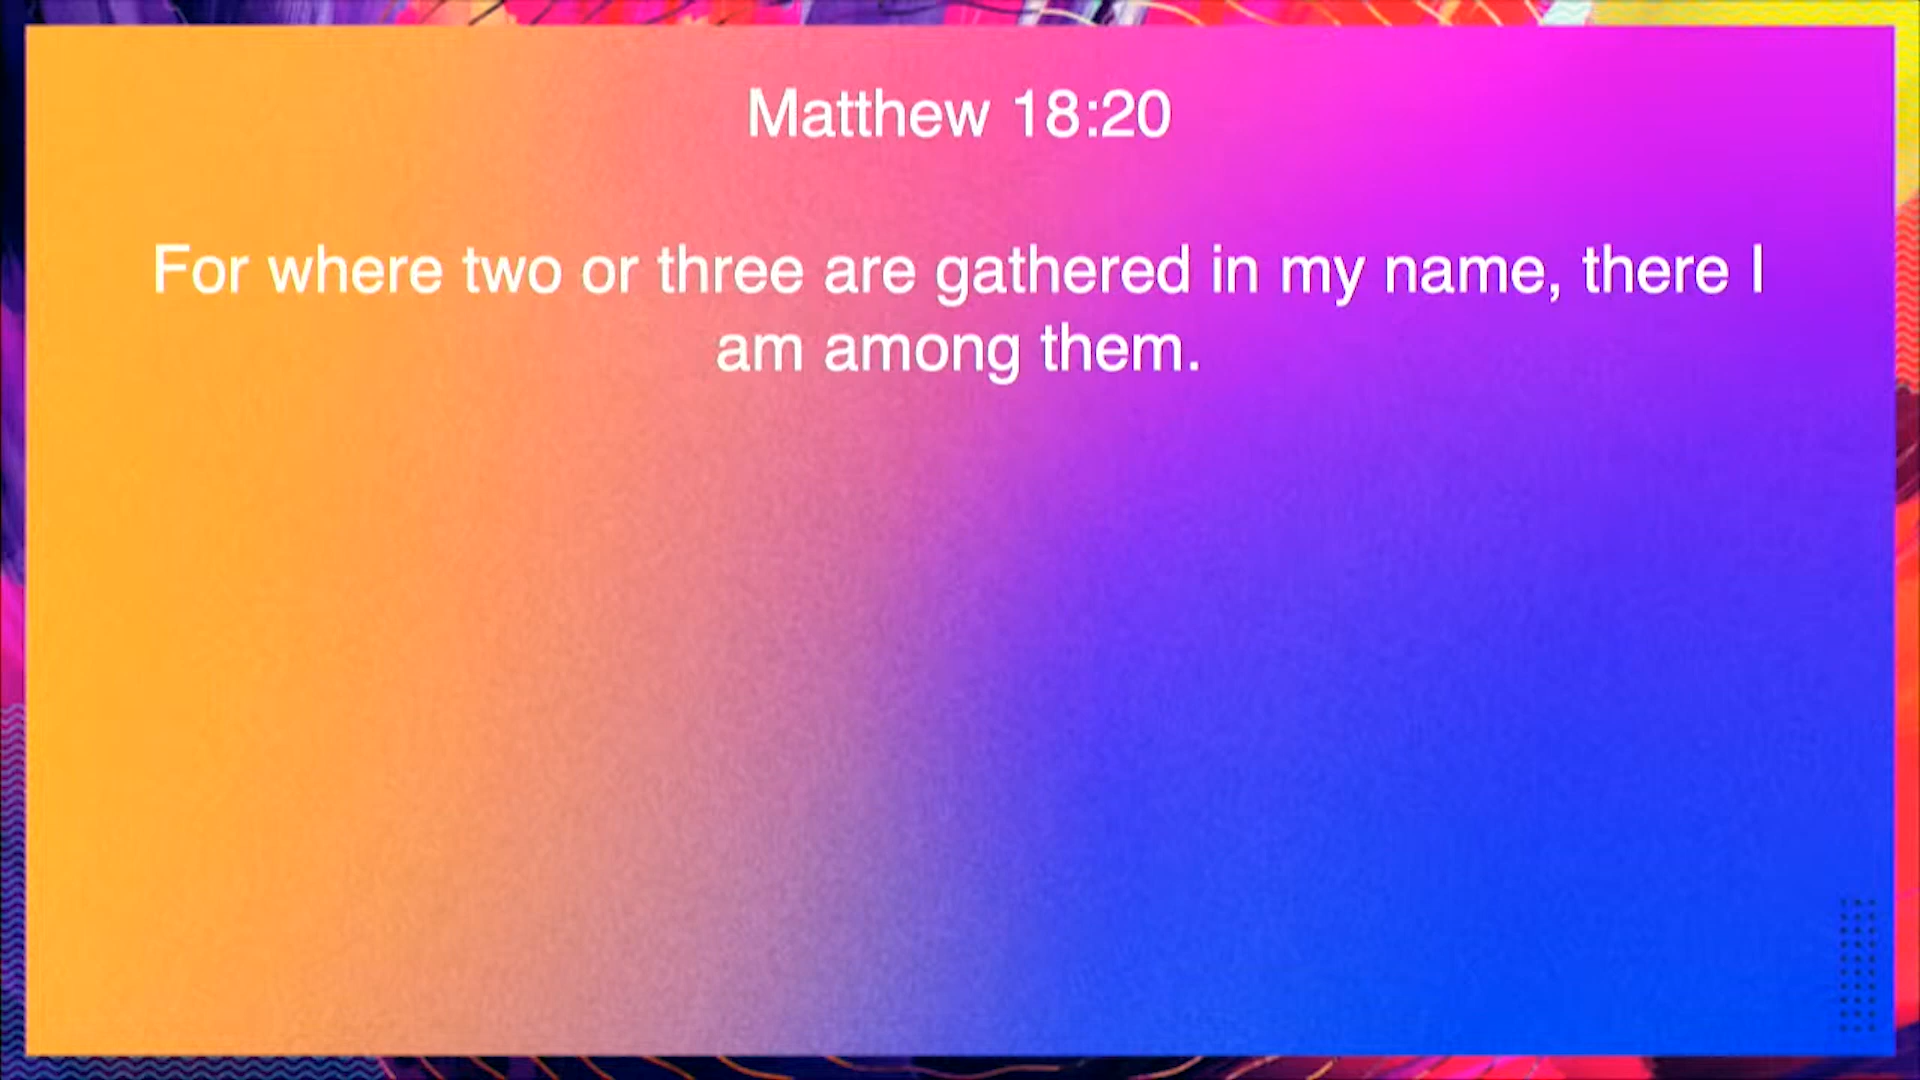 Matthew 18:20
For where two or three are gathered in my name, there I
am among them.